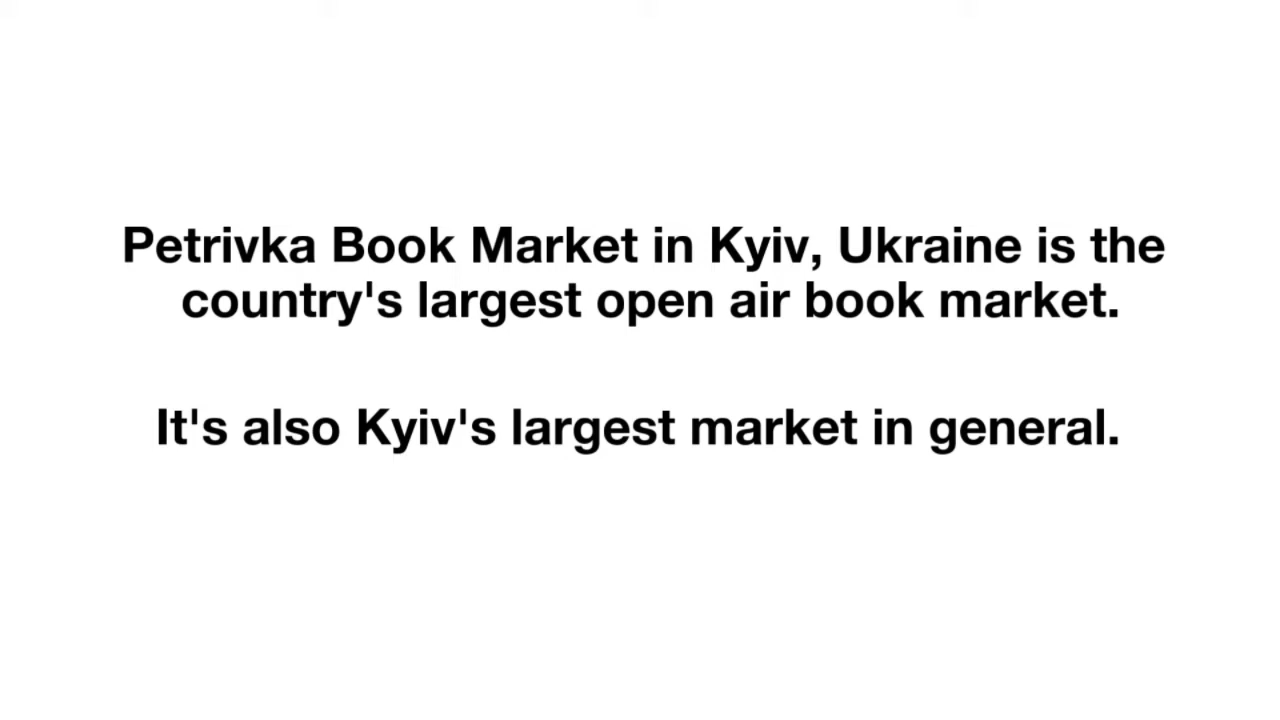 Petrivka Book Market in Kyiv, Ukraine is the
country's largest open air book market.
It's also Kyiv's largest market in general.